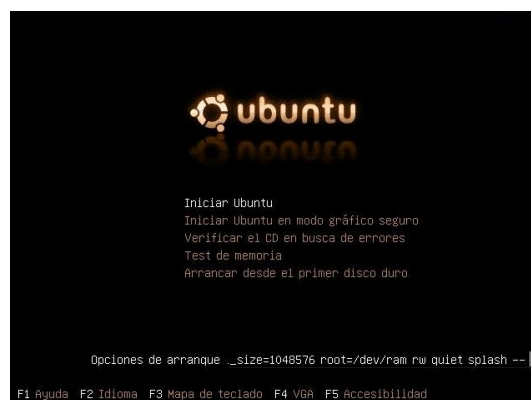 ubuntu
Iniciar Ubuntu
Iniciar Ubuntu en modo gráfico seguro
Verificar el CD en busca de errores
Test de memoria
Arrancar desde el primer disco duro
Opciones de arranque ._size=1048576 root=/dev/ram rw quiet splash --
F1 Ayuda F2 Idioma F3 Mapa de teclado F4 VGA F5 Accesibilidad